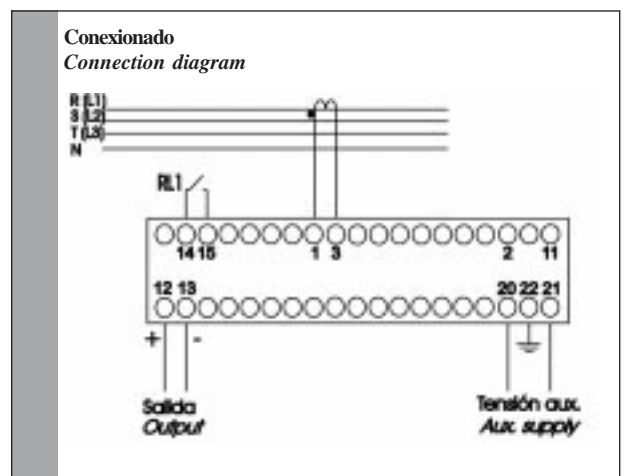 Conexionado
Connection diagram
R (L1)
S (L2)
T (L3)
N
RL1
14 15 1 3 2 11
12 13 20 22 21
+ -
Salida
Output
Tensión aux.
Aux. supply